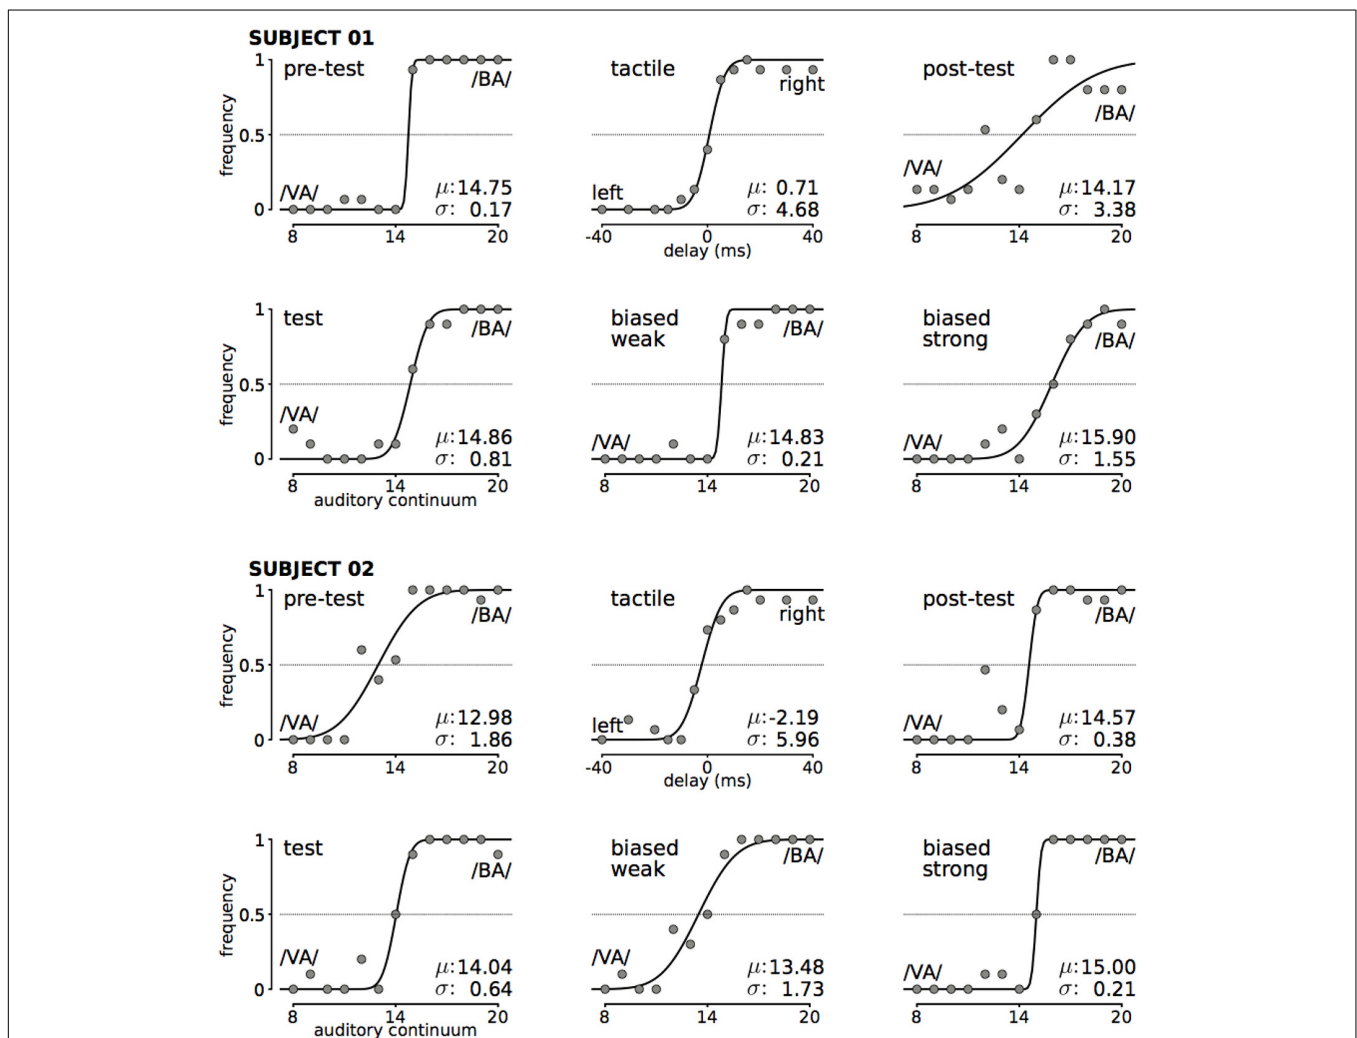 SUBJECT 01
pre-test
tactile
post-test
frequency
1
0.5
0
/BA/
right
/BA/
/VA/
left
/VA/
μ: 14.75
σ: 0.17
μ: 0.71
σ: 4.68
μ: 14.17
σ: 3.38
8 14 20
-40 0 40
8 14 20
delay (ms)
test
biased
weak
biased
strong
frequency
1
0.5
0
/BA/
/BA/
/BA/
/VA/
/VA/
/VA/
μ: 14.86
σ: 0.81
μ: 14.83
σ: 0.21
μ: 15.90
σ: 1.55
8 14 20
8 14 20
8 14 20
auditory continuum
SUBJECT 02
pre-test
tactile
post-test
frequency
1
0.5
0
/BA/
right
/BA/
/VA/
left
/VA/
μ: 12.98
σ: 1.86
μ: -2.19
σ: 5.96
μ: 14.57
σ: 0.38
8 14 20
-40 0 40
8 14 20
delay (ms)
test
biased
weak
biased
strong
frequency
1
0.5
0
/BA/
/BA/
/BA/
/VA/
/VA/
/VA/
μ: 14.04
σ: 0.64
μ: 13.48
σ: 1.73
μ: 15.00
σ: 0.21
8 14 20
8 14 20
8 14 20
auditory continuum